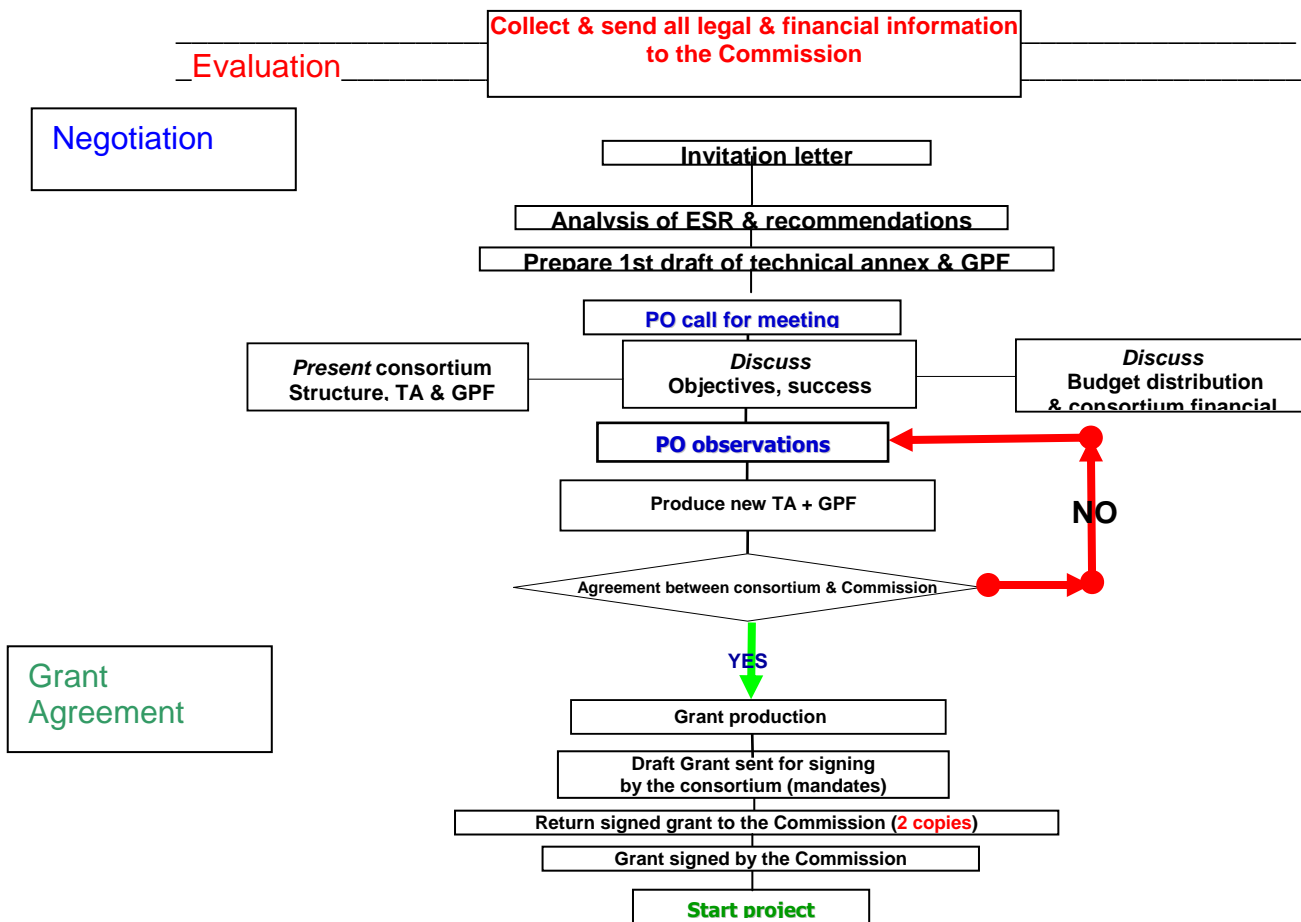 Collect & send all legal & financial information
to the Commission
Evaluation
Negotiation
Invitation letter
Analysis of ESR & recommendations
Prepare 1st draft of technical annex & GPF
PO call for meeting
Present consortium
Structure, TA & GPF
Discuss
Objectives, success
Discuss
Budget distribution
& consortium financial
PO observations
Produce new TA + GPF
NO
Agreement between consortium & Commission
YES
Grant
Agreement
Grant production
Draft Grant sent for signing
by the consortium (mandates)
Return signed grant to the Commission (2 copies)
Grant signed by the Commission
Start project